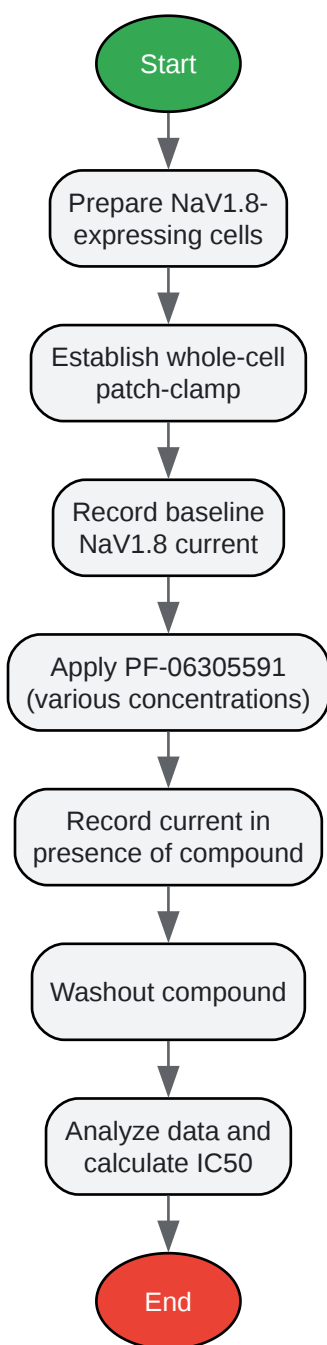 Start
Prepare NaV1.8-
expressing cells
Establish whole-cell
patch-clamp
Record baseline
NaV1.8 current
Apply PF-06305591
(various concentrations)
Record current in
presence of compound
Washout compound
Analyze data and
calculate IC50
End